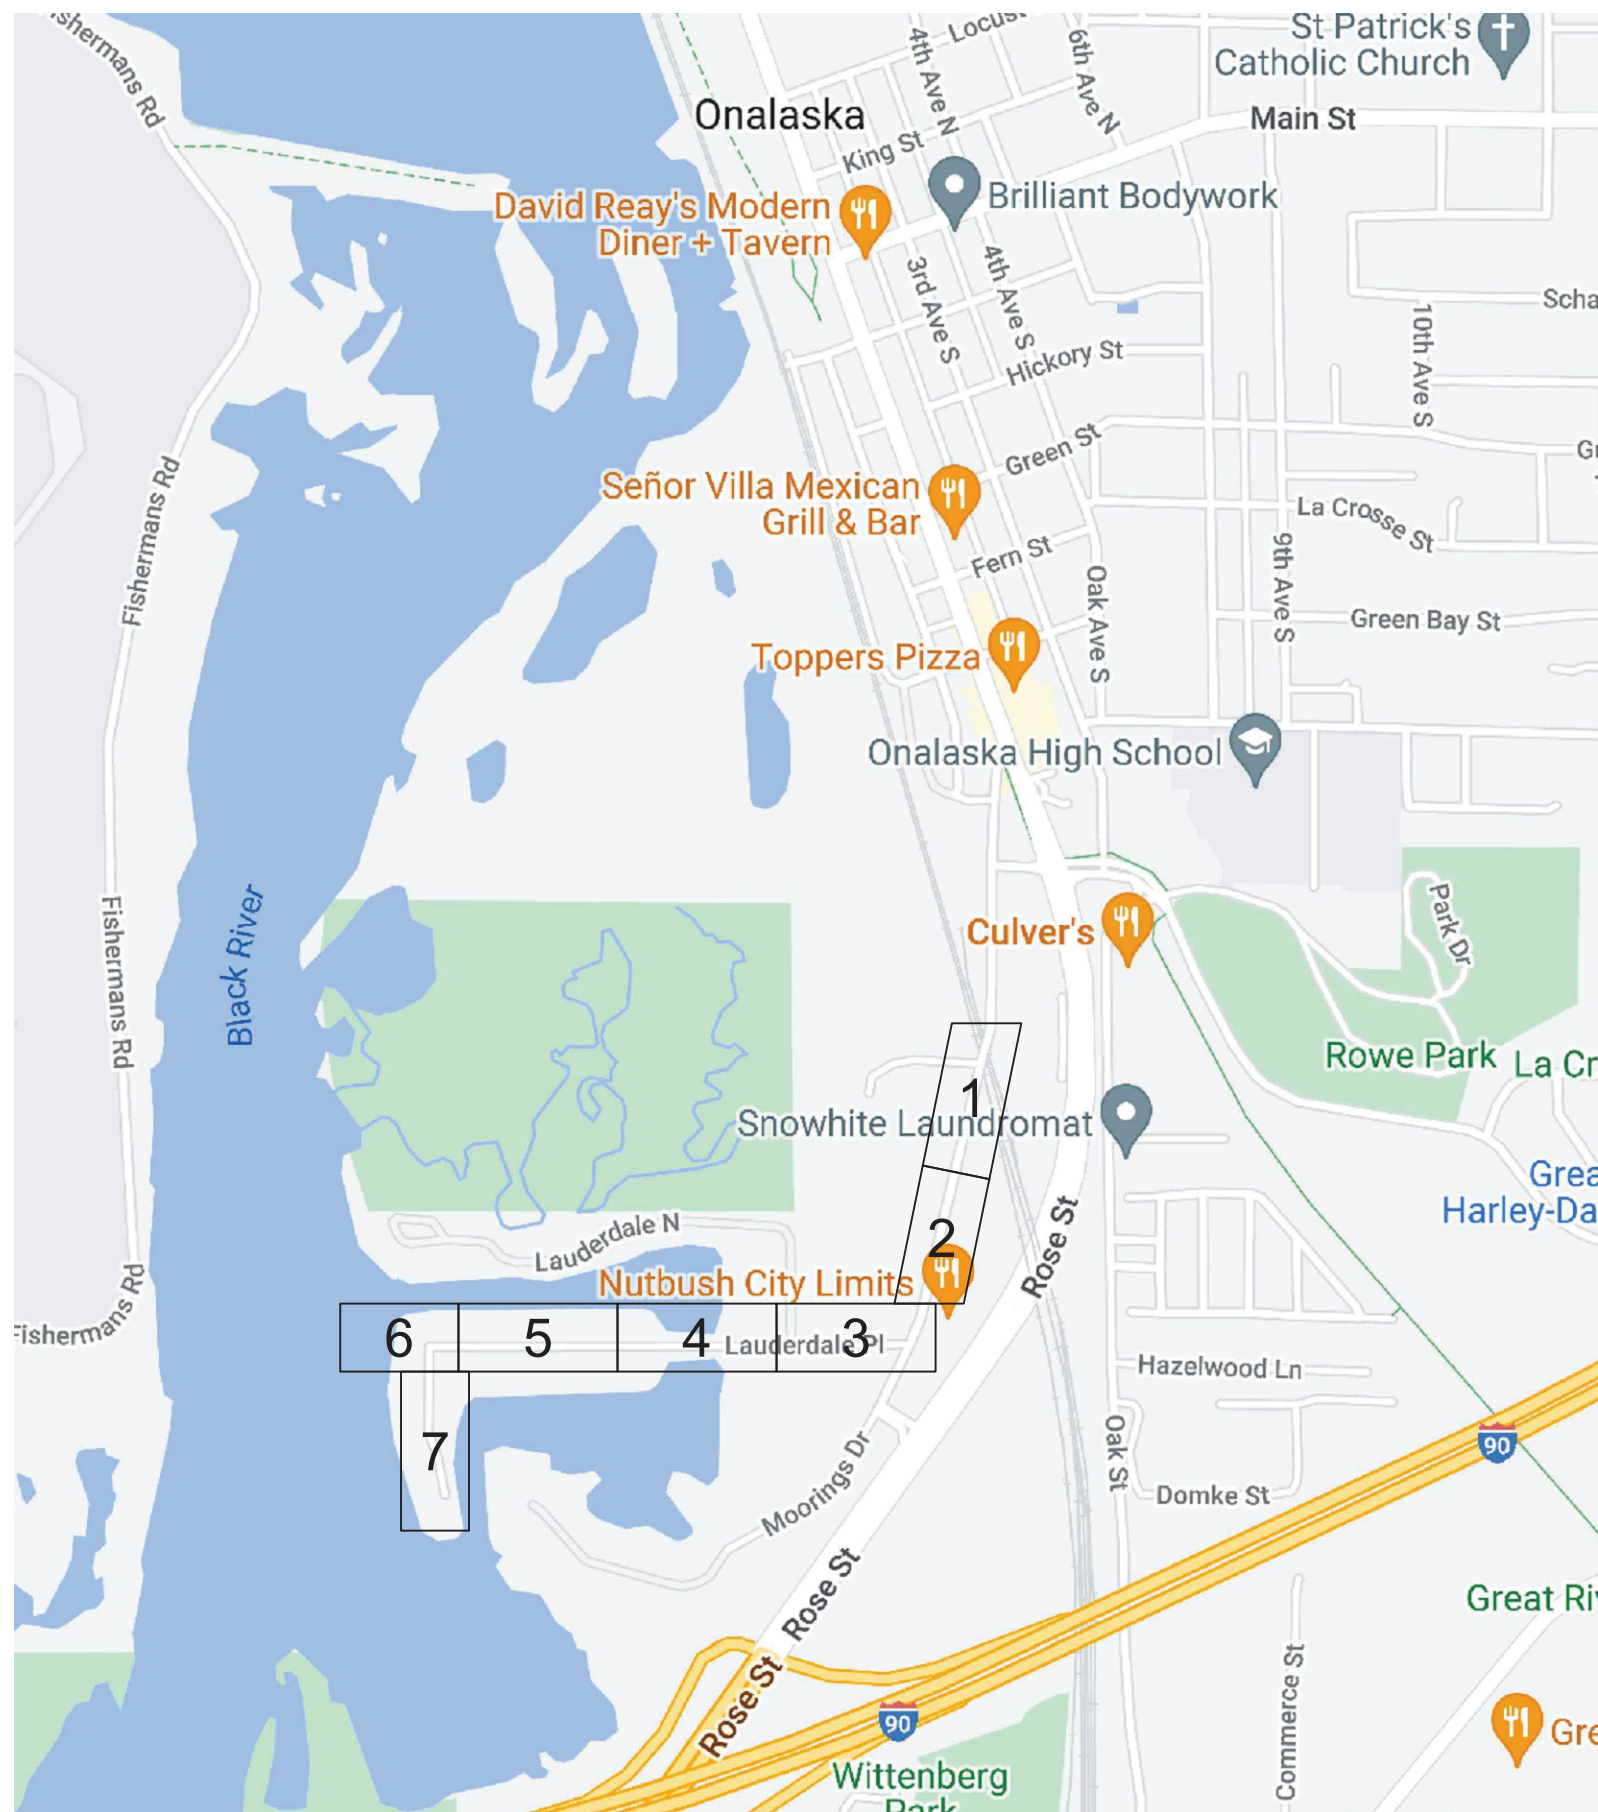 shermans Rd
Locust
4th Ave N
6th Ave N
St Patrick's
Catholic Church
Onalaska
Main St
King St
David Reay's Modern
Diner + Tavern
Brilliant Bodywork
3rd Ave S
4th Ave S
Scha
10th Ave S
Hickory St
Green St
Gr
Fishermans Rd
Señor Villa Mexican
Grill & Bar
La Crosse St
Fern St
9th Ave S
Oak Ave S
Green Bay St
Toppers Pizza
Onalaska High School
Park Dr
Culver's
Black River
Fishermans Rd
Rowe Park
La Cr
1
Snowhite Laundromat
Grea
Harley-Da
2
Rose St
Lauderdale N
Nutbush City Limits
Fishermans Rd
6
5
4
Lauderdale Pl
3
Hazelwood Ln
7
Oak St
90
Moorings Dr
Domke St
Rose St
Great Riv
Rose St
Commerce St
90
Gre
Wittenberg
Park